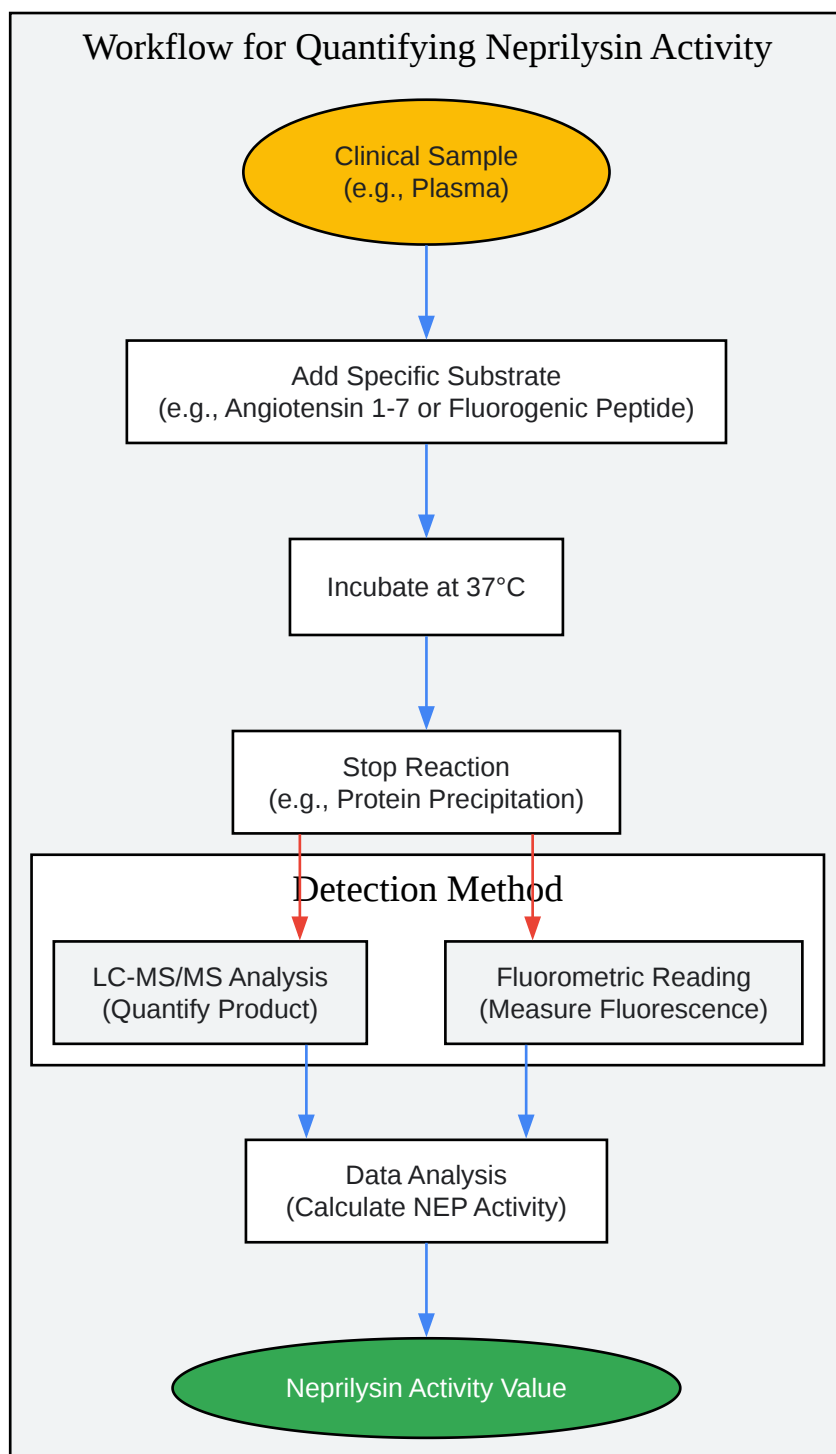 Workflow for Quantifying Neprilysin Activity
Clinical Sample
(e.g., Plasma)
Add Specific Substrate
(e.g., Angiotensin 1-7 or Fluorogenic Peptide)
Incubate at 37°C
Stop Reaction
(e.g., Protein Precipitation)
Detection Method
LC-MS/MS Analysis
(Quantify Product)
Fluorometric Reading
(Measure Fluorescence)
Data Analysis
(Calculate NEP Activity)
Neprilysin Activity Value